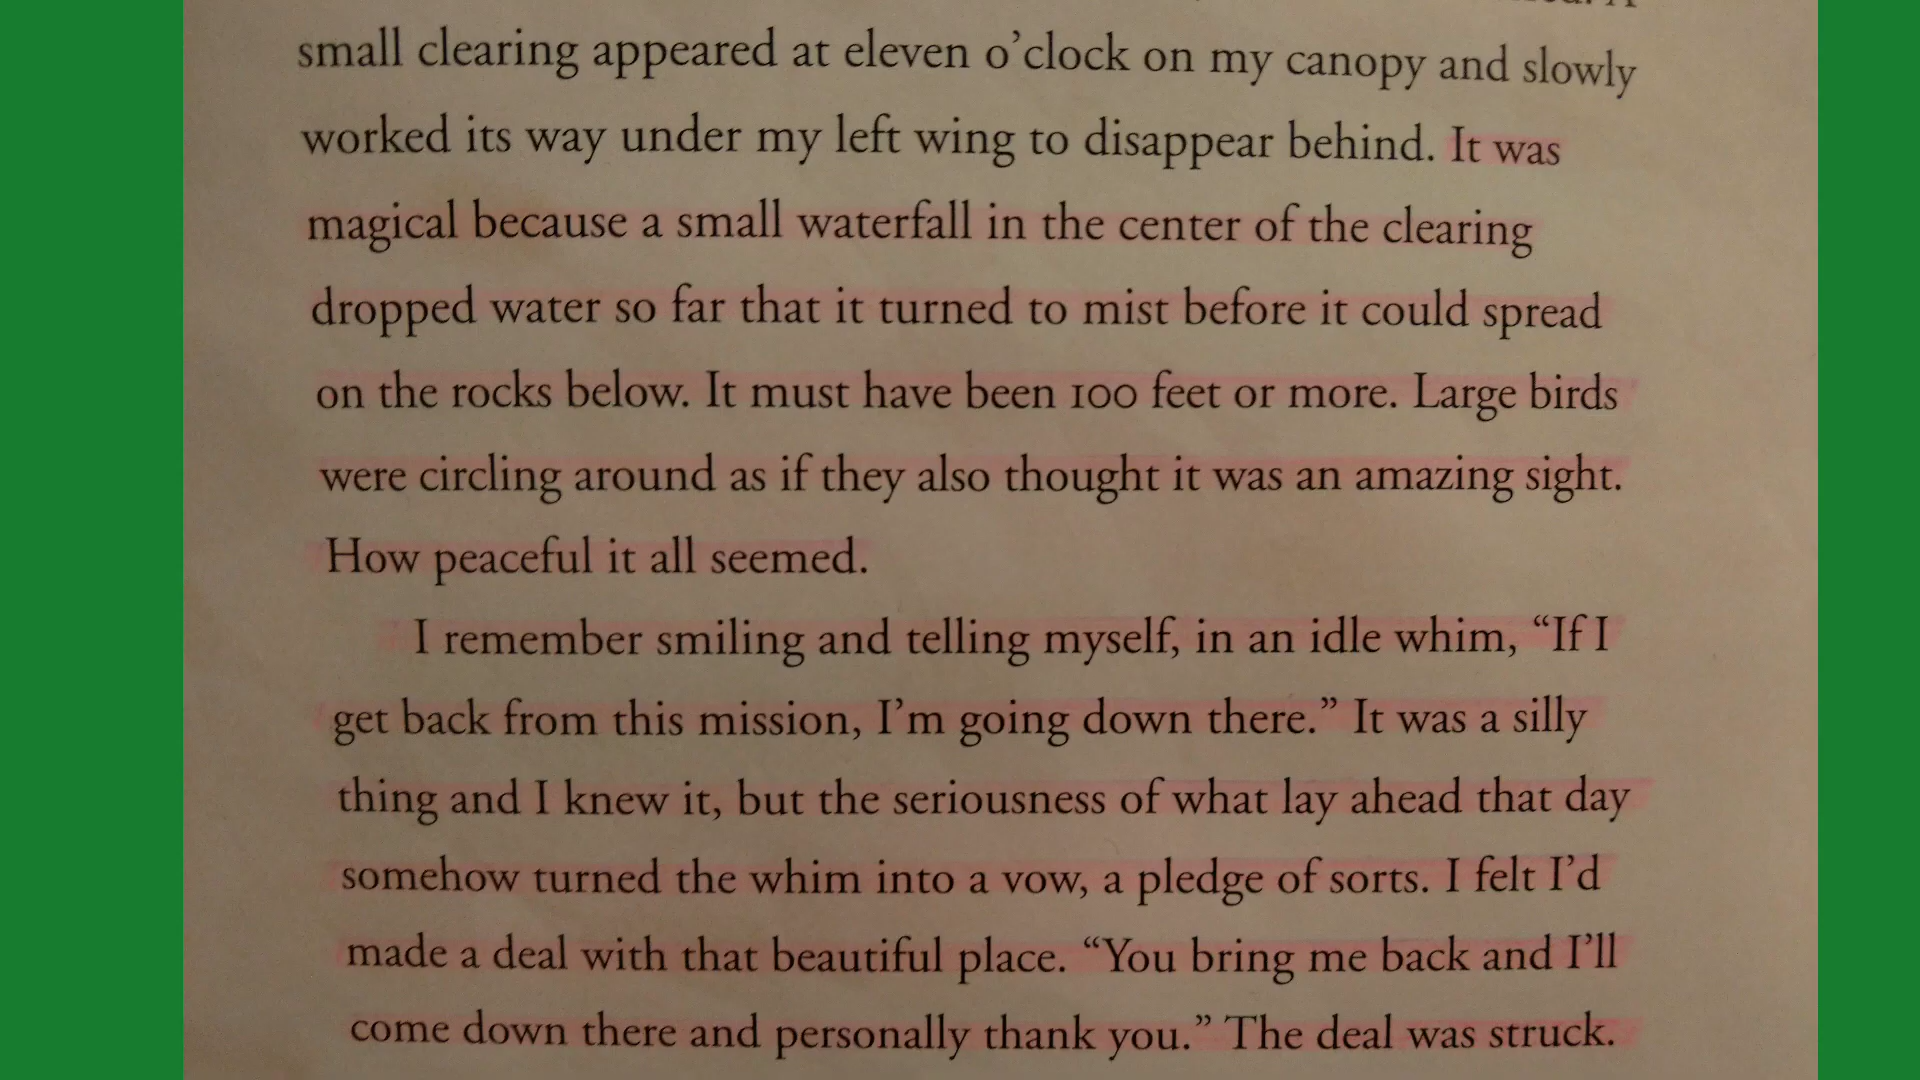 small clearing appeared at eleven o’clock on my canopy and slowly
worked its way under my left wing to disappear behind. It was
magical because a small waterfall in the center of the clearing
dropped water so far that it turned to mist before it could spread
on the rocks below. It must have been 100 feet or more. Large birds
were circling around as if they also thought it was an amazing sight.
How peaceful it all seemed.
I remember smiling and telling myself, in an idle whim, “If I
get back from this mission, I’m going down there.” It was a silly
thing and I knew it, but the seriousness of what lay ahead that day
somehow turned the whim into a vow, a pledge of sorts. I felt I’d
made a deal with that beautiful place. “You bring me back and I’ll
come down there and personally thank you.” The deal was struck.